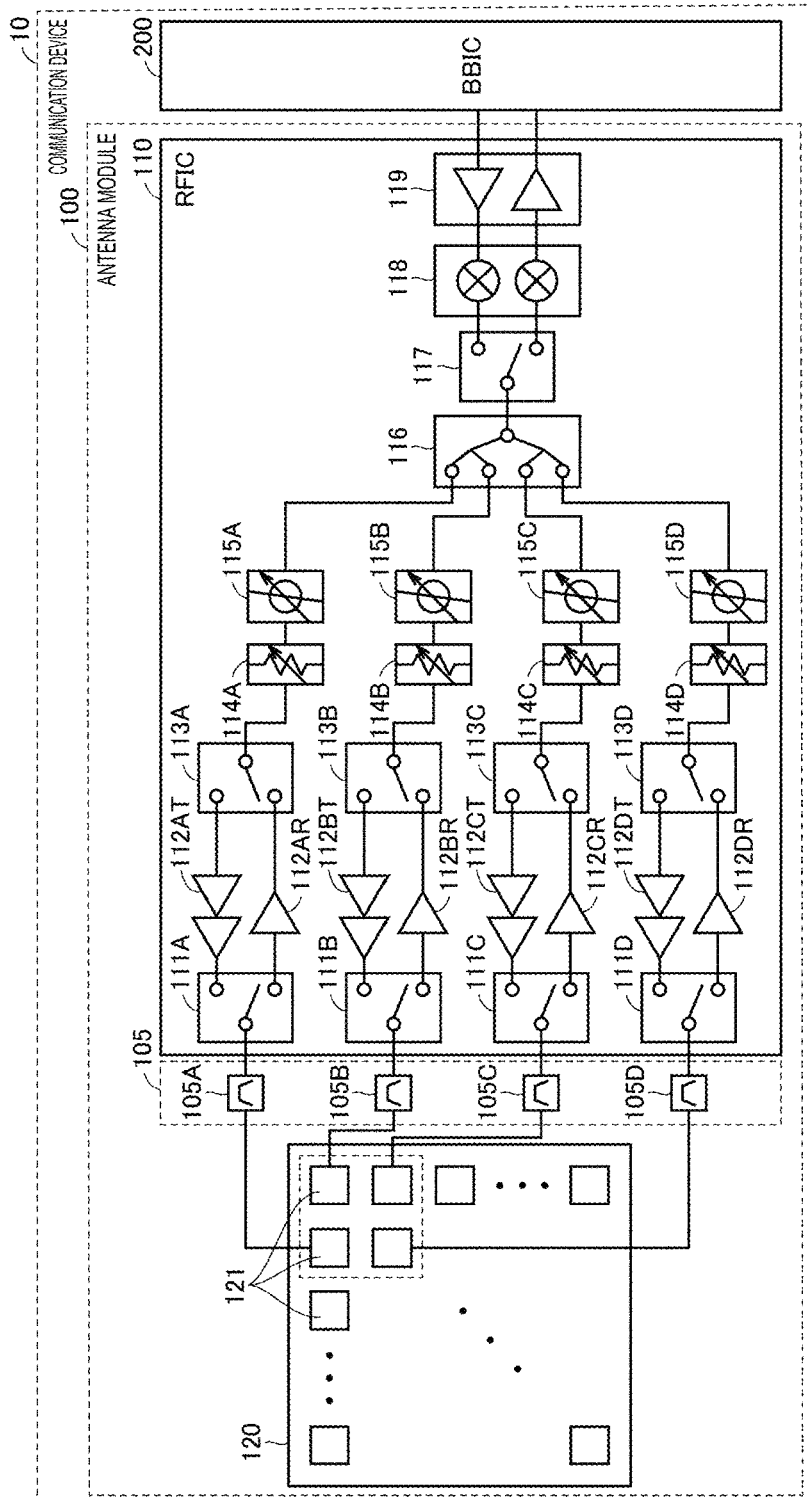 10
COMMUNICATION DEVICE
100
ANTENNA MODULE
200
BBIC
110
RFIC
119
118
117
116
115A
115B
115C
115D
114A
114B
114C
114D
113A
113B
113C
113D
112AT
112BT
112CT
112DT
112AR
112BR
112CR
112DR
111A
111B
111C
111D
105
105A
105B
105C
105D
121
120